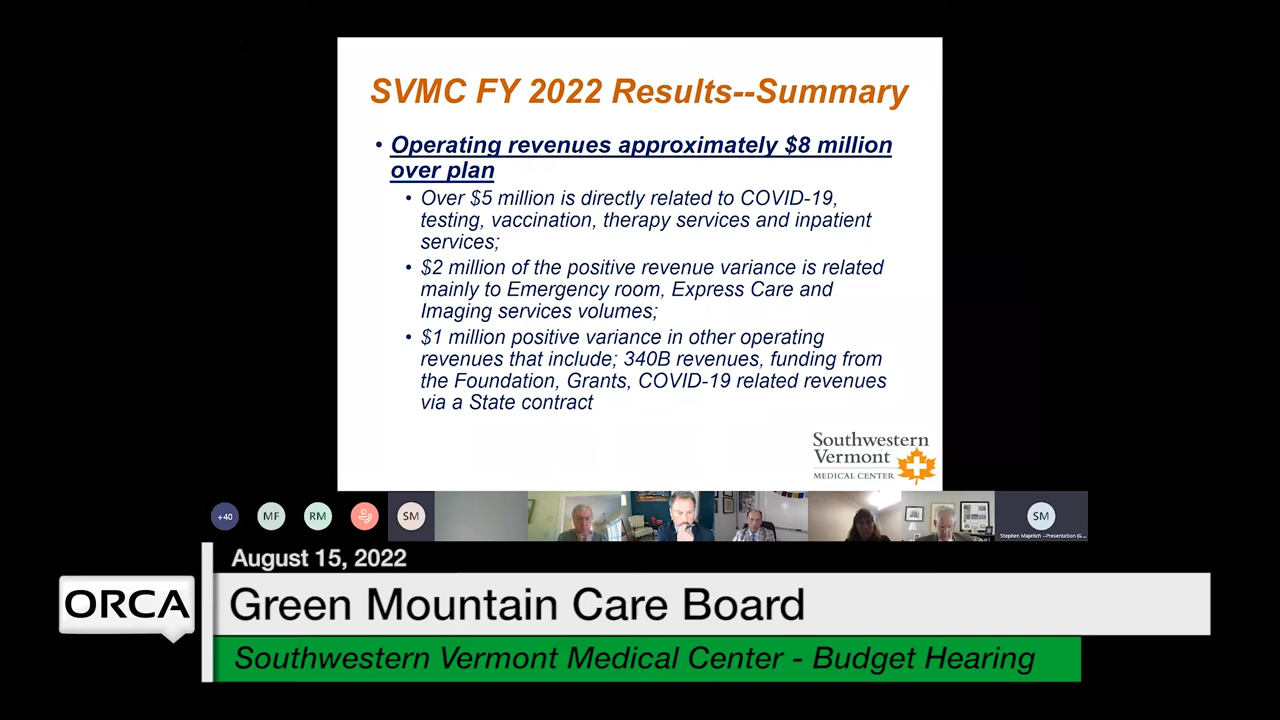 SVMC FY 2022 Results--Summary
• Operating revenues approximately $8 million
over plan
• Over $5 million is directly related to COVID-19,
testing, vaccination, therapy services and inpatient
services;
• $2 million of the positive revenue variance is related
mainly to Emergency room, Express Care and
Imaging services volumes;
• $1 million positive variance in other operating
revenues that include; 340B revenues, funding from
the Foundation, Grants, COVID-19 related revenues
via a State contract
Southwestern
Vermont
MEDICAL CENTER
+40 MF RM SM SM
Stephen Majetich --Presentation
August 15, 2022
ORCA
Green Mountain Care Board
Southwestern Vermont Medical Center - Budget Hearing